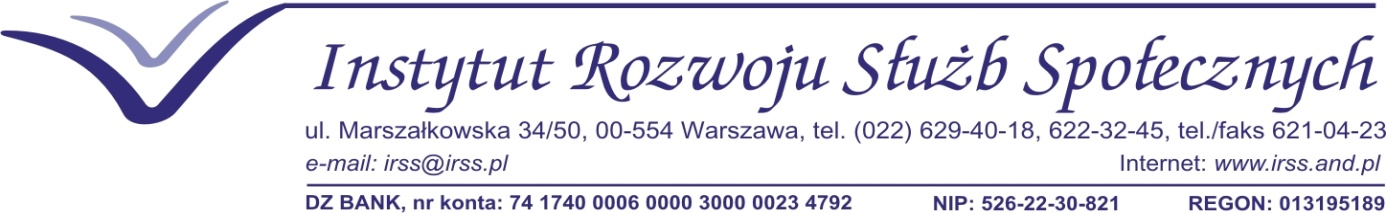 Instytut Rozwoju Służb Społecznych
ul. Marszałkowska 34/50, 00-554 Warszawa, tel. (022) 629-40-18, 622-32-45, tel./faks 621-04-23
e-mail: irss@irss.pl Internet: www.irss.and.pl
DZ BANK, nr konta: 74 1740 0006 0000 3000 0023 4792 NIP: 526-22-30-821 REGON: 013195189